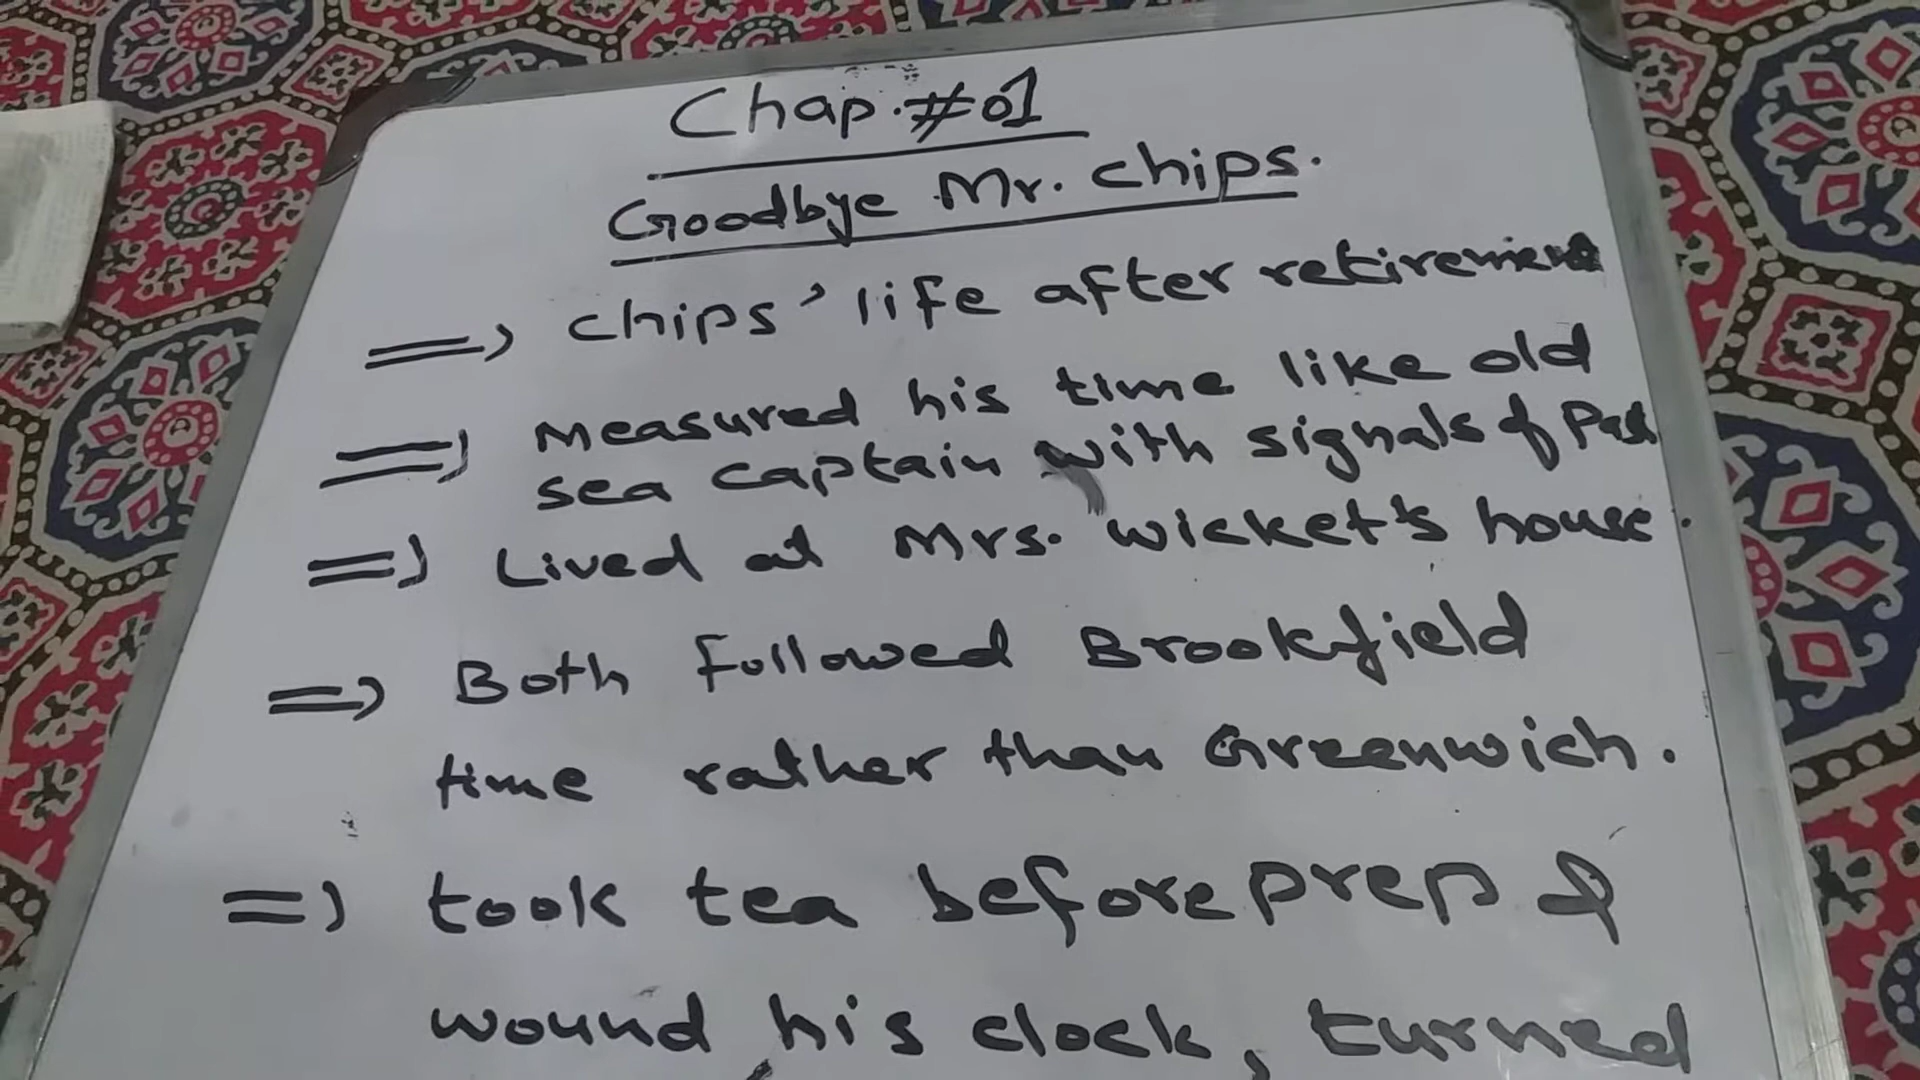 Chap.#01
Goodbye Mr. Chips.
=> Chips' life after retirement
=> Measured his time like old
sea captain with signals of Past
=> Lived at Mrs. Wicket's house.
=> Both followed Brookfield
time rather than Greenwich.
=> took tea before prep &
wound his clock, turned